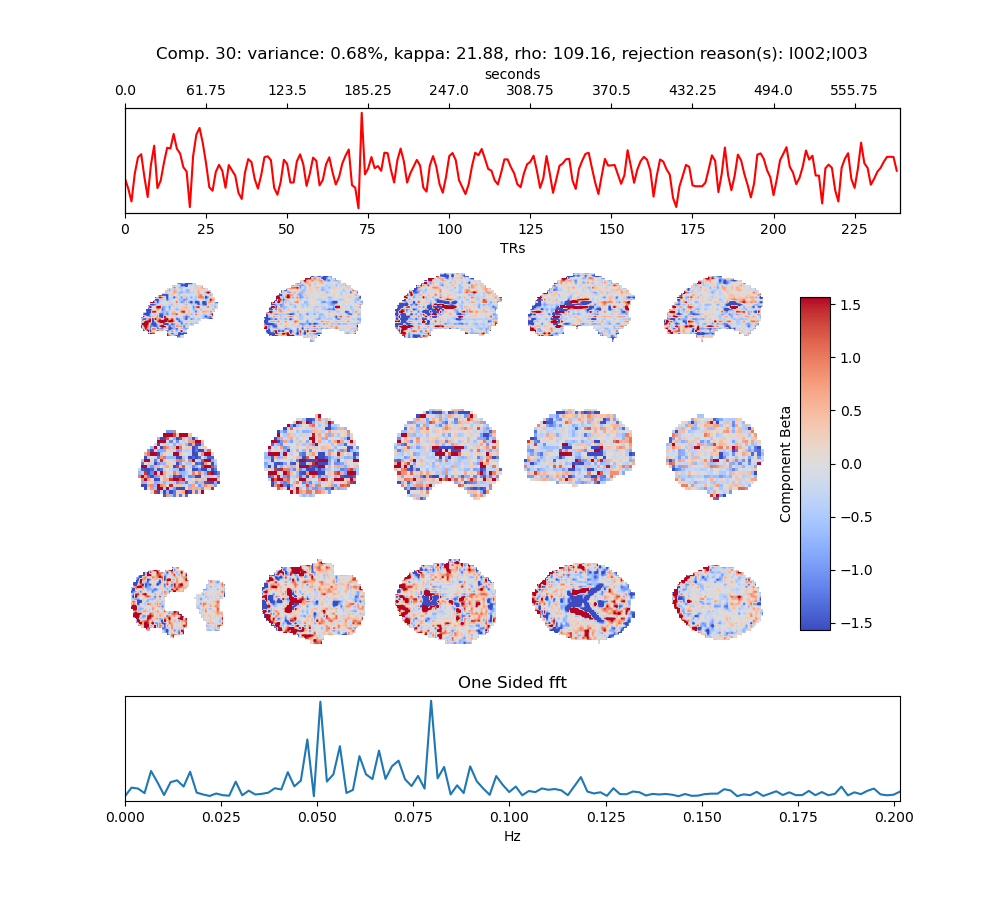 Comp. 30: variance: 0.68%, kappa: 21.88, rho: 109.16, rejection reason(s): I002;I003
seconds
0.0 61.75 123.5 185.25 247.0 308.75 370.5 432.25 494.0 555.75
0 25 50 75 100 125 150 175 200 225
TRs
1.5
1.0
0.5
0.0
−0.5
−1.0
−1.5
Component Beta
One Sided fft
0.000 0.025 0.050 0.075 0.100 0.125 0.150 0.175 0.200
Hz